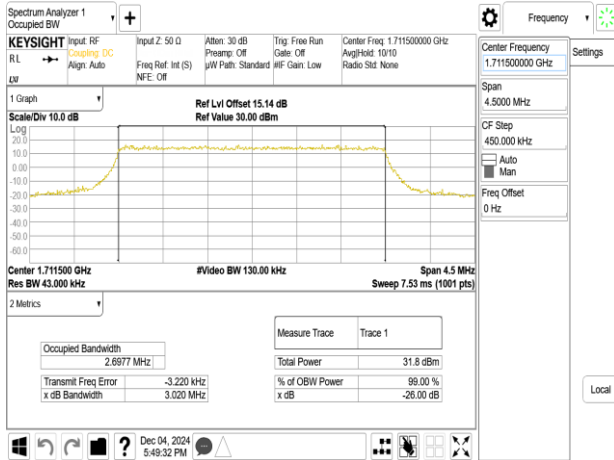 Spectrum Analyzer 1
Occupied BW
Frequency
KEYSIGHT
Input: RF
Coupling: DC
Align: Auto
Input Z: 50 Ω
Freq Ref: Int (S)
NFE: Off
Atten: 30 dB
Preamp: Off
µW Path: Standard
Trig: Free Run
Gate: Off
#IF Gain: Low
Center Freq: 1.711500000 GHz
Avg|Hold: 10/10
Radio Std: None
RL
LXI
Center Frequency
1.711500000 GHz
Settings
Span
4.5000 MHz
CF Step
450.000 kHz
Auto
Man
Freq Offset
0 Hz
Local
1 Graph
Scale/Div 10.0 dB
Ref Lvl Offset 15.14 dB
Ref Value 30.00 dBm
Log
20.0
10.0
0.00
-10.0
-20.0
-30.0
-40.0
-50.0
-60.0
Center 1.711500 GHz
#Video BW 130.00 kHz
Span 4.5 MHz
Res BW 43.000 kHz
Sweep 7.53 ms (1001 pts)
2 Metrics
Occupied Bandwidth
2.6977 MHz
Transmit Freq Error -3.220 kHz
x dB Bandwidth 3.020 MHz
Measure Trace Trace 1
Total Power 31.8 dBm
% of OBW Power 99.00 %
x dB -26.00 dB
?
Dec 04, 2024
5:49:32 PM